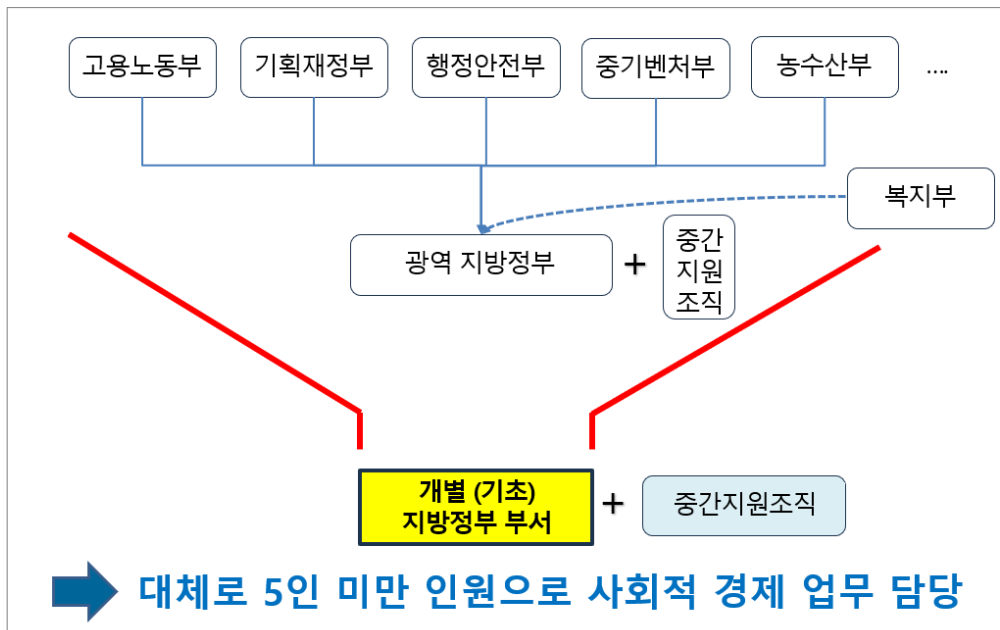 고용노동부
기획재정부
행정안전부
중기벤처부
농수산부
....
복지부
광역 지방정부
+
중간
지원
조직
개별 (기초)
지방정부 부서
+
중간지원조직
대체로 5인 미만 인원으로 사회적 경제 업무 담당